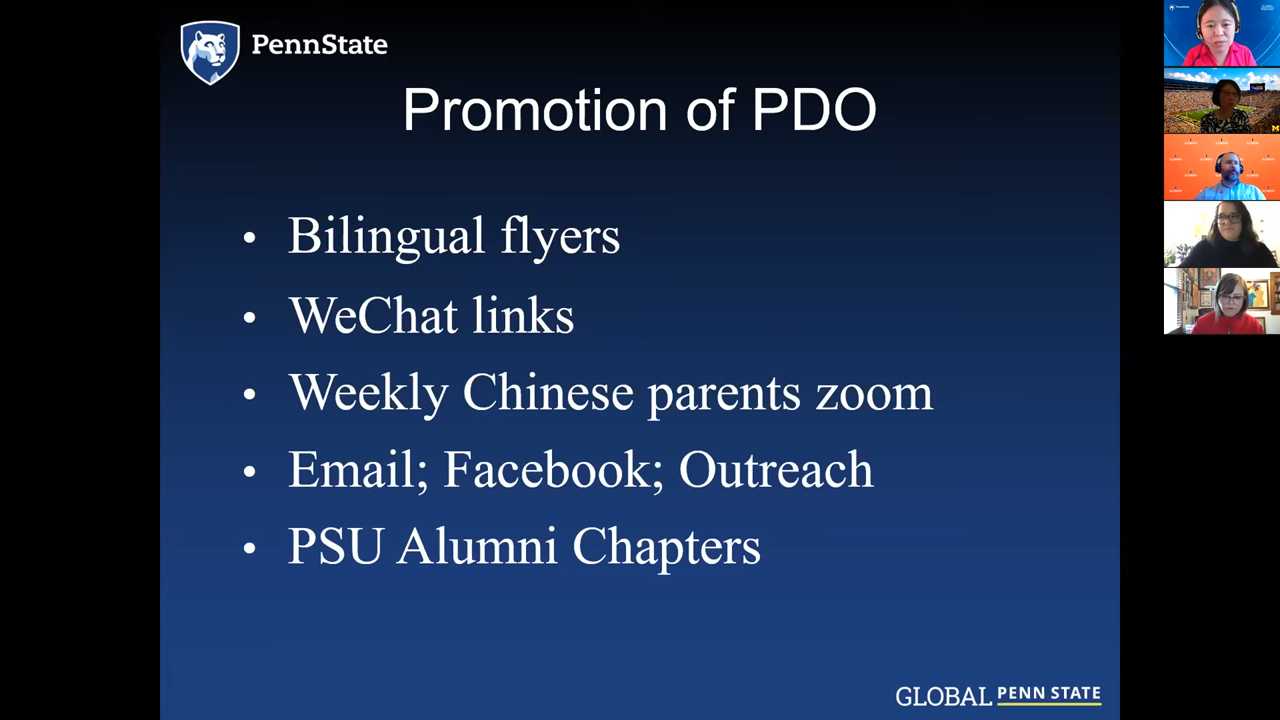 PennState
Promotion of PDO
• Bilingual flyers
• WeChat links
• Weekly Chinese parents zoom
• Email; Facebook; Outreach
• PSU Alumni Chapters
GLOBAL PENN STATE
PennState